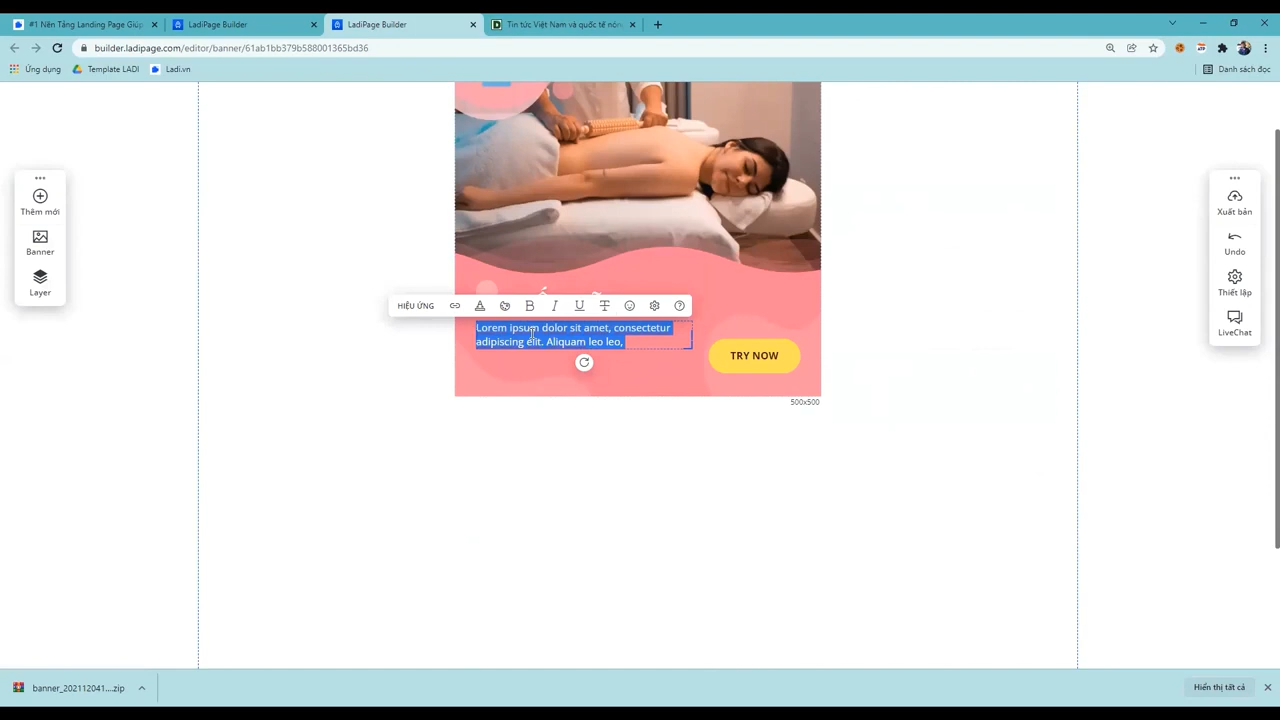 #1 Nền Tảng Landing Page Giúp
LadiPage Builder
LadiPage Builder
Tin tức Việt Nam và quốc tế nón
builder.ladipage.com/editor/banner/61ab1bb379b588001365bd36
Ứng dụng
Template LADI
Ladi.vn
Danh sách đọc
Thêm mới
Banner
Layer
Xuất bản
Undo
Thiết lập
LiveChat
HIỆU ỨNG
Lorem ipsum dolor sit amet, consectetur
adipiscing elit. Aliquam leo leo,
TRY NOW
500x500
banner_202112041....zip
Hiển thị tất cả